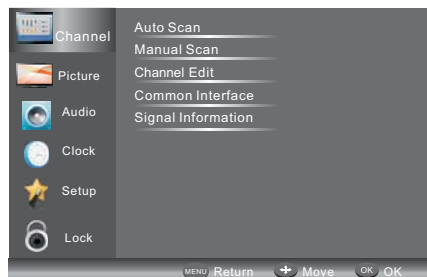 Channel
Picture
Audio
Clock
Setup
Lock
Auto Scan
Manual Scan
Channel Edit
Common Interface
Signal Information
MENU Return + Move OK OK